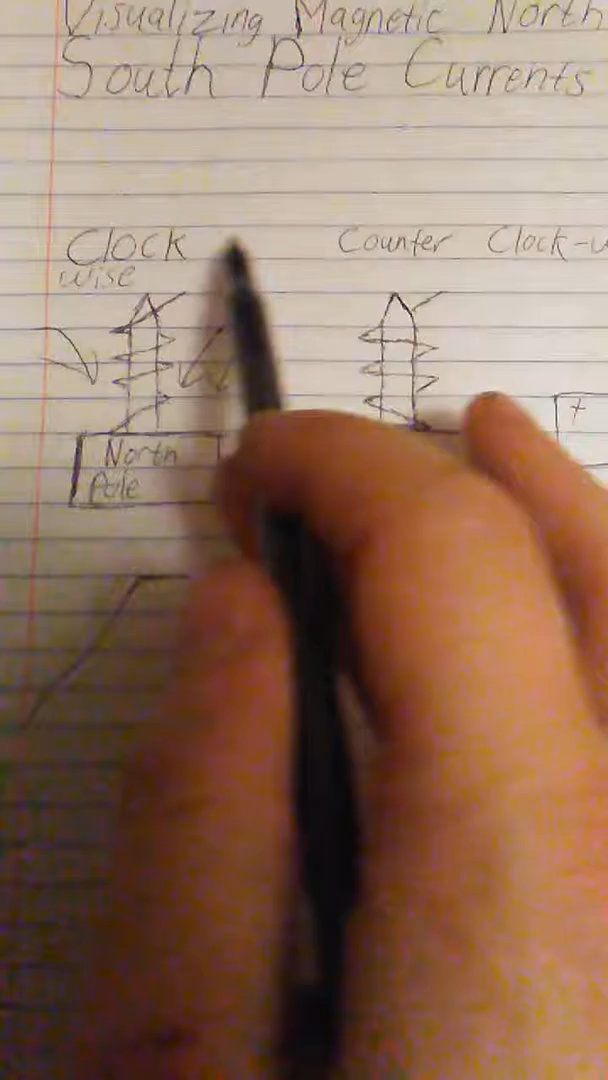 Visualizing Magnetic North
South Pole Currents
Clock
wise
Counter Clock-w
North
Pole
+